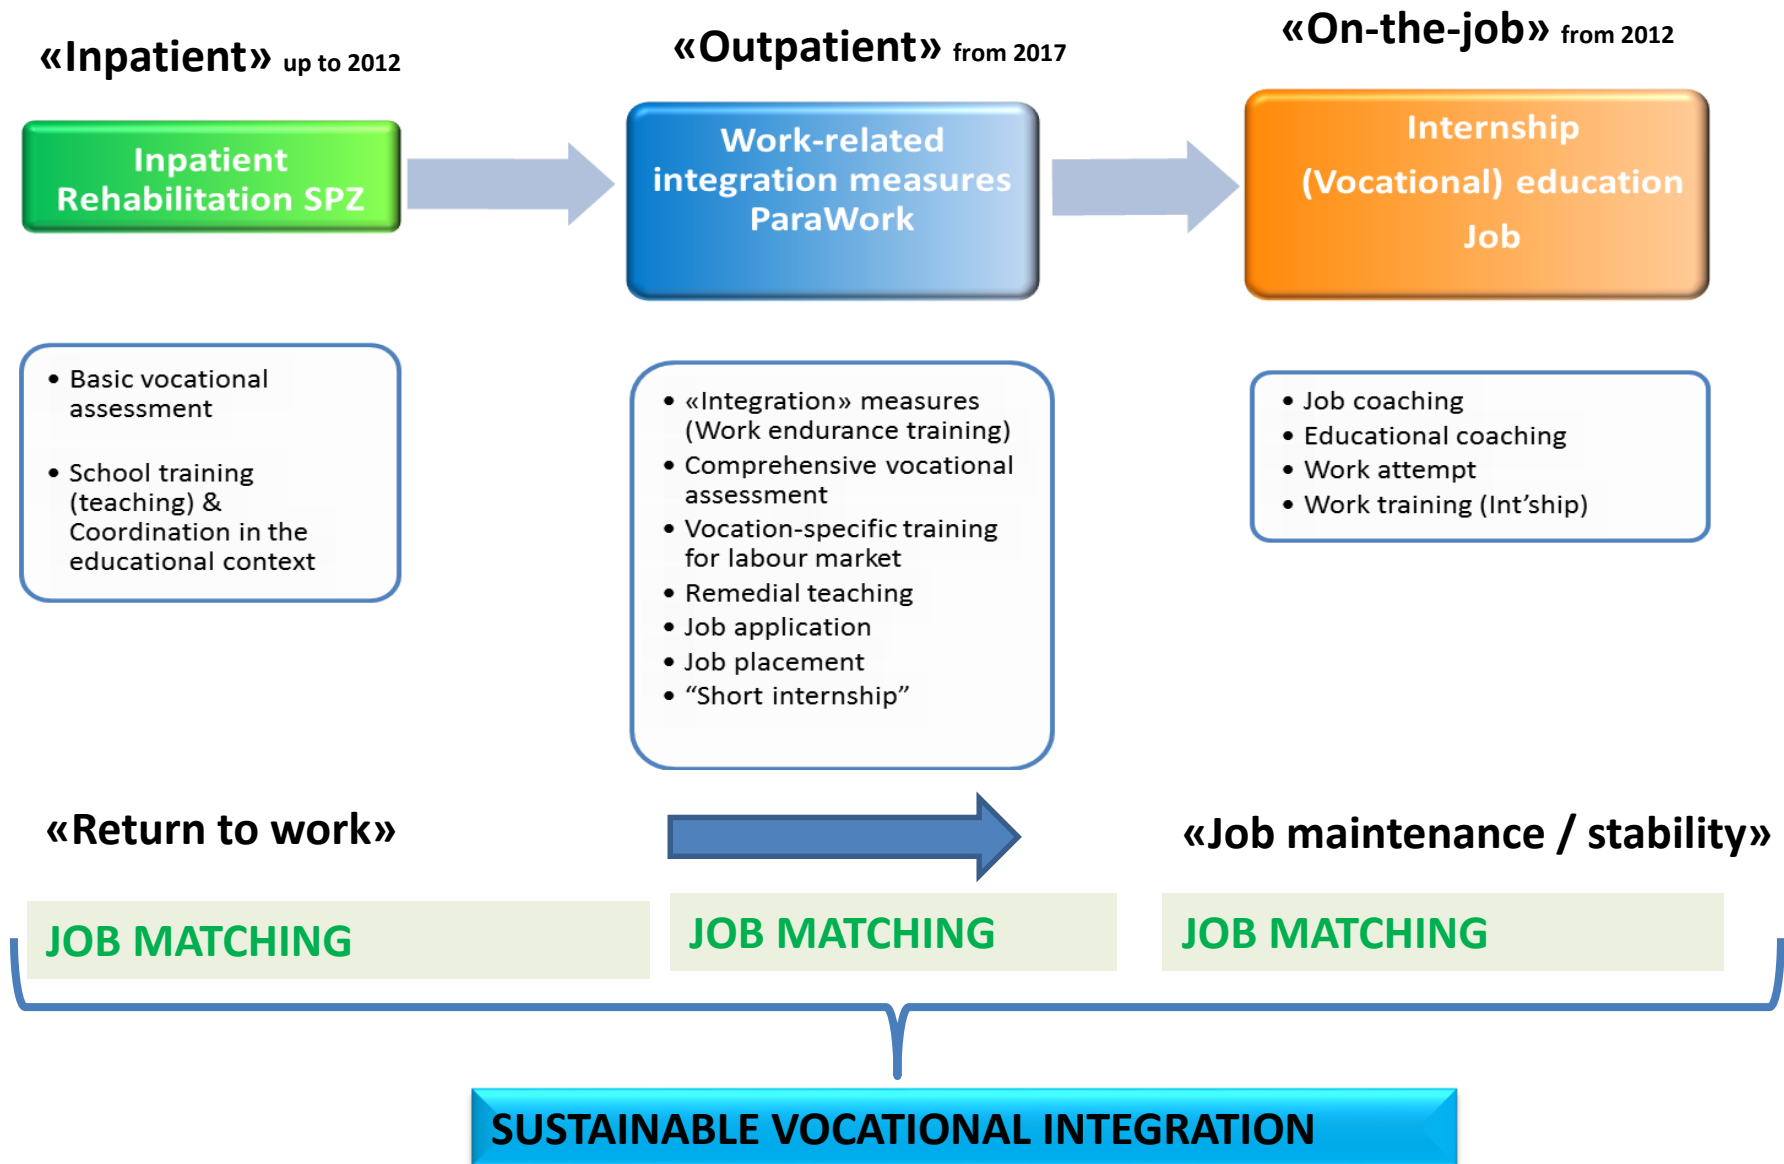 «Inpatient» up to 2012
«Outpatient» from 2017
«On-the-job» from 2012
Inpatient
Rehabilitation SPZ
Work-related
integration measures
ParaWork
Internship
(Vocational) education
Job
• Basic vocational
assessment
• School training
(teaching) &
Coordination in the
educational context
• «Integration» measures
(Work endurance training)
• Comprehensive vocational
assessment
• Vocation-specific training
for labour market
• Remedial teaching
• Job application
• Job placement
• “Short internship”
• Job coaching
• Educational coaching
• Work attempt
• Work training (Int’ship)
«Return to work»
«Job maintenance / stability»
JOB MATCHING
JOB MATCHING
JOB MATCHING
SUSTAINABLE VOCATIONAL INTEGRATION